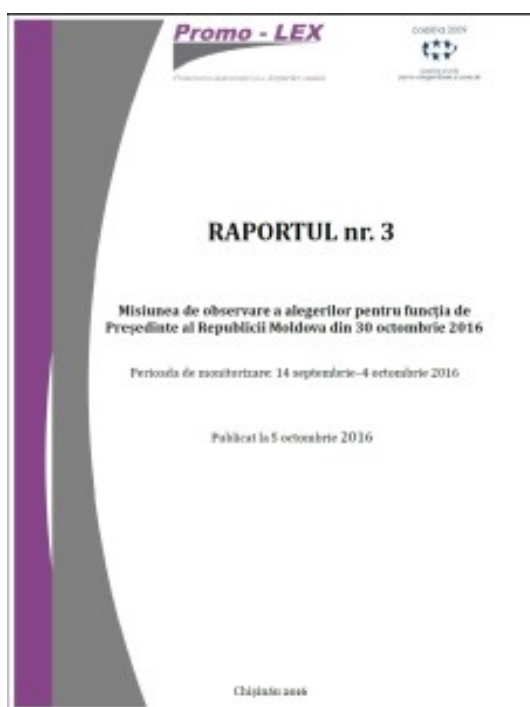 Promo - LEX
RAPORTUL nr. 3
Misiunea de observare a alegerilor pentru funcția de
Președinte al Republicii Moldova din 30 octombrie 2016
Perioada de monitorizare: 14 septembrie–4 octombrie 2016
Publicat la 5 octombrie 2016
Chișinău 2016